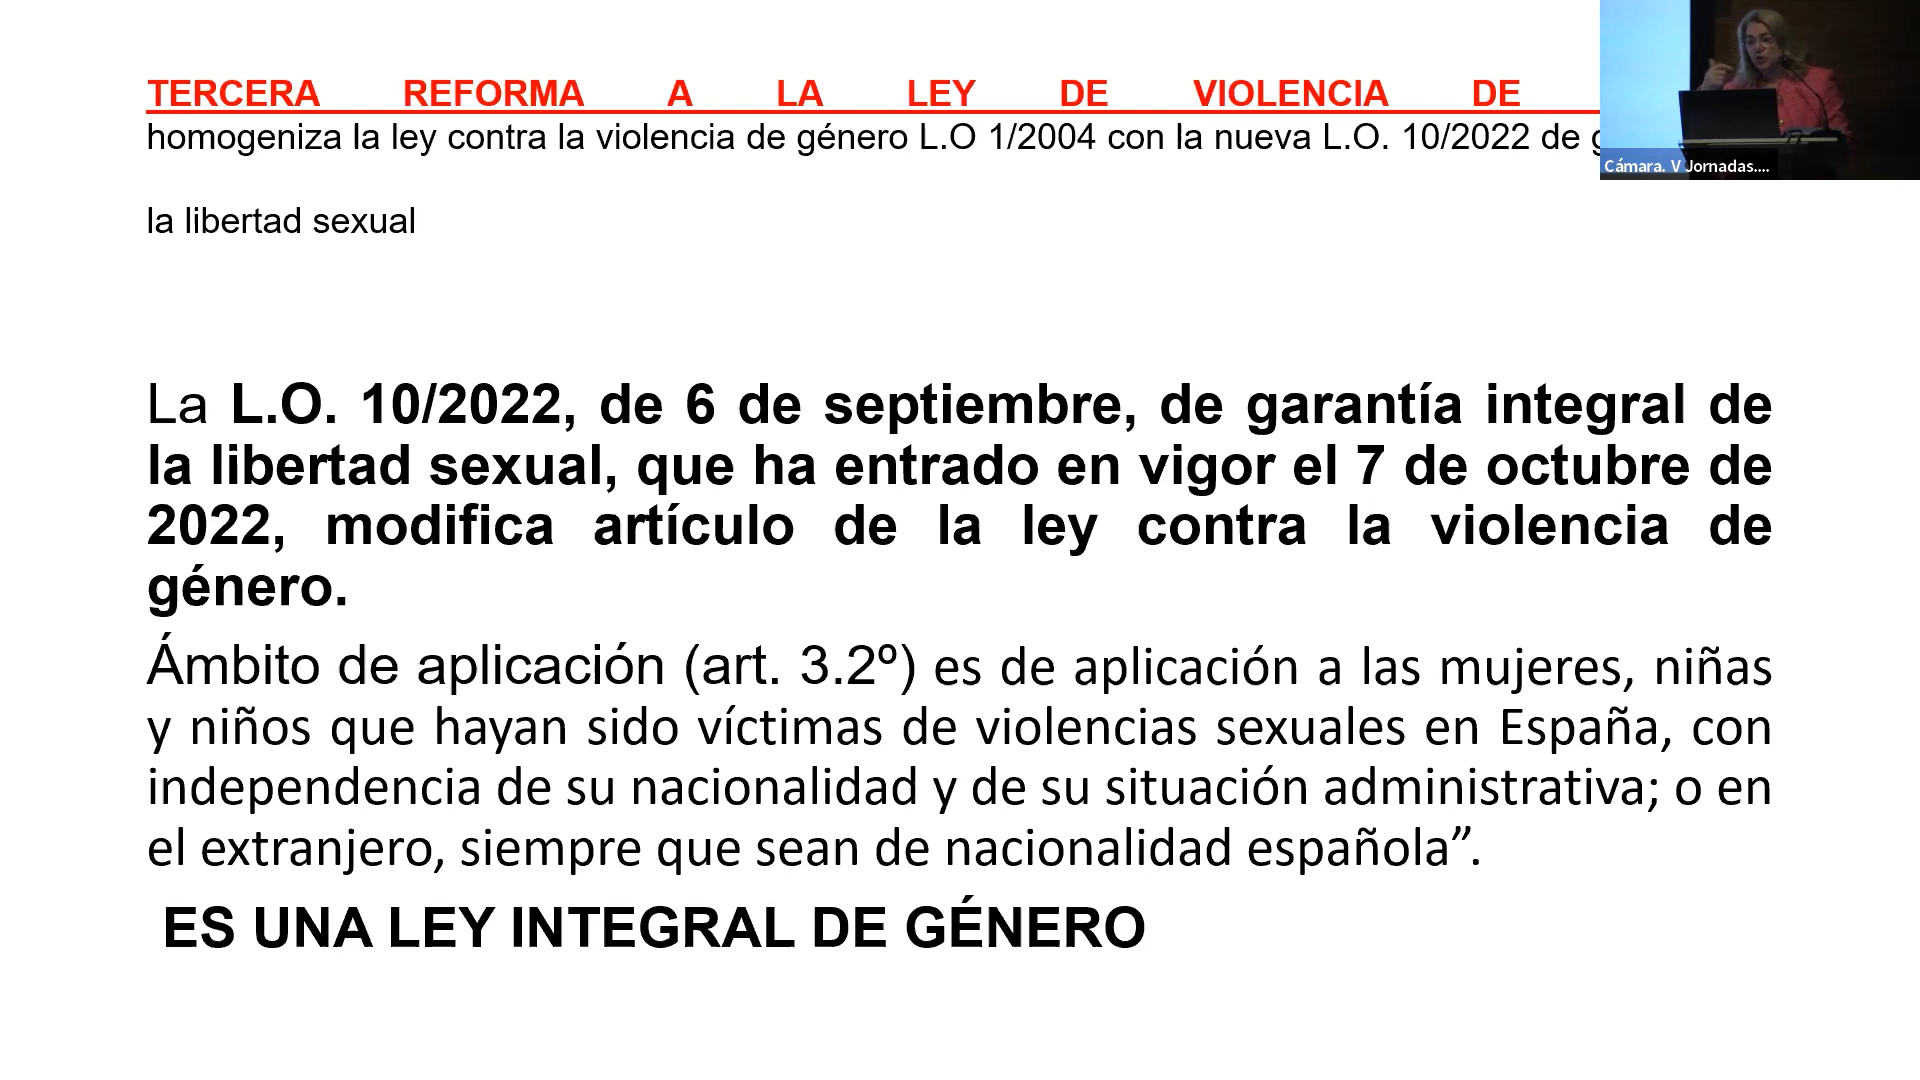 TERCERA REFORMA A LA LEY DE VIOLENCIA DE
homogeniza la ley contra la violencia de género L.O 1/2004 con la nueva L.O. 10/2022 de
la libertad sexual
La L.O. 10/2022, de 6 de septiembre, de garantía integral de
la libertad sexual, que ha entrado en vigor el 7 de octubre de
2022, modifica artículo de la ley contra la violencia de
género.
Ámbito de aplicación (art. 3.2º) es de aplicación a las mujeres, niñas
y niños que hayan sido víctimas de violencias sexuales en España, con
independencia de su nacionalidad y de su situación administrativa; o en
el extranjero, siempre que sean de nacionalidad española”.
ES UNA LEY INTEGRAL DE GÉNERO
Cámara. V Jornadas....